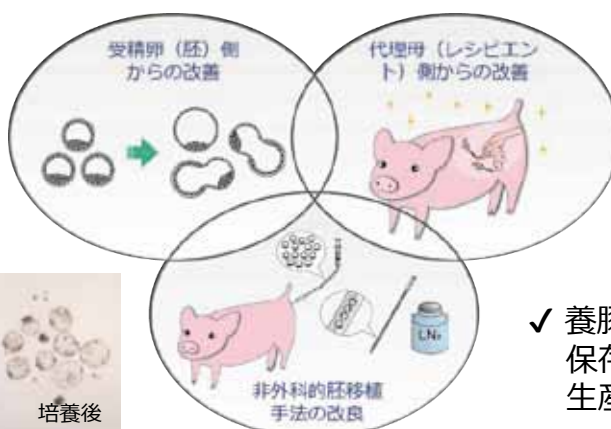 受精卵（胚）側
からの改善
代理母（レシピエン
ト）側からの改善
LN₂
非外科的胚移植
手法の改良
培養後
✓ 養豚
保存
生産